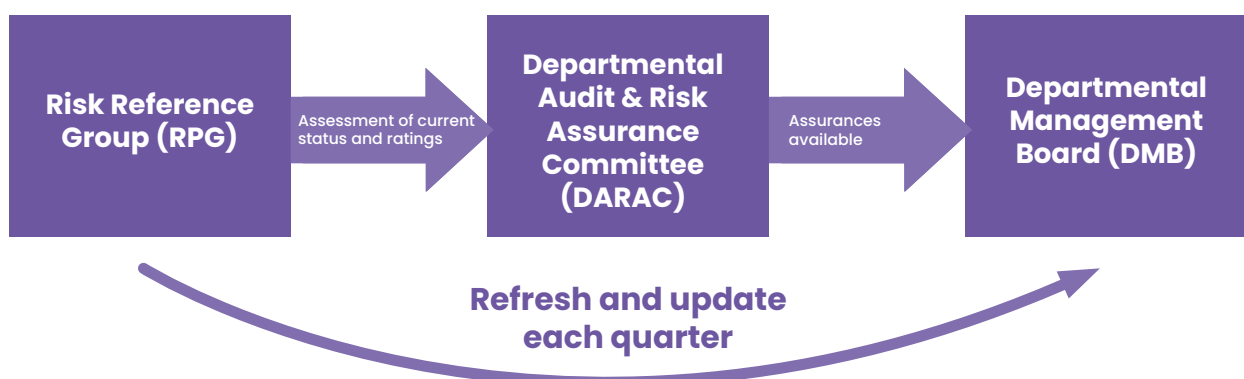 Risk Reference
Group (RPG)
Assessment of current
status and ratings
Departmental
Audit & Risk
Assurance
Committee
(DARAC)
Assurances
available
Departmental
Management
Board (DMB)
Refresh and update
each quarter